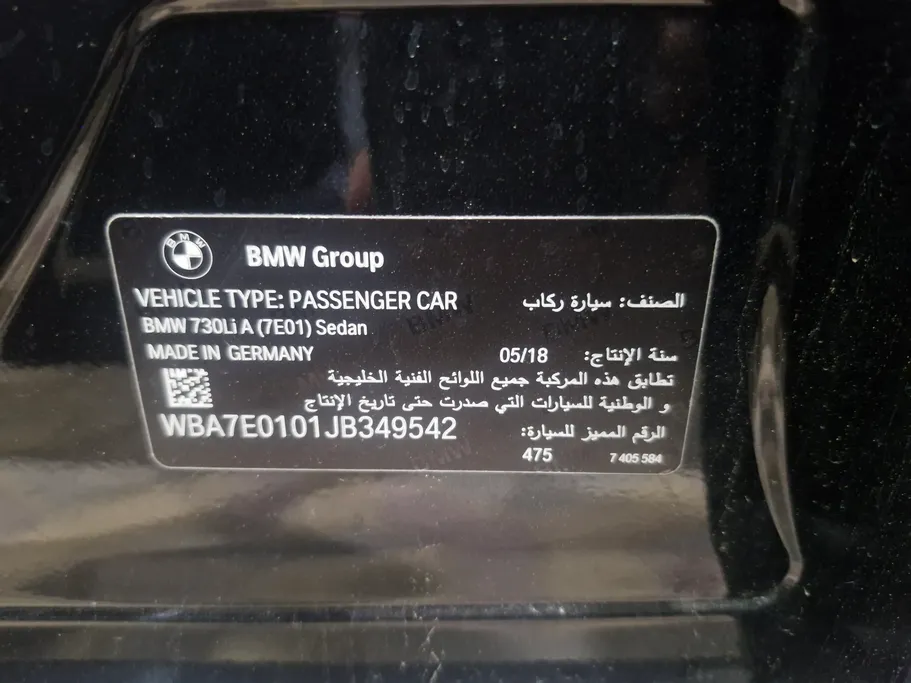 BMW Group
VEHICLE TYPE: PASSENGER CAR الصنف: سيارة ركاب
BMW 730Li A (7E01) Sedan
MADE IN GERMANY 05/18 سنة الإنتاج:
تطابق هذه المركبة جميع اللوائح الفنية الخليجية
و الوطنية للسيارات التي صدرت حتى تاريخ الإنتاج
WBA7E0101JB349542 الرقم المميز للسيارة:
475 7 405 584